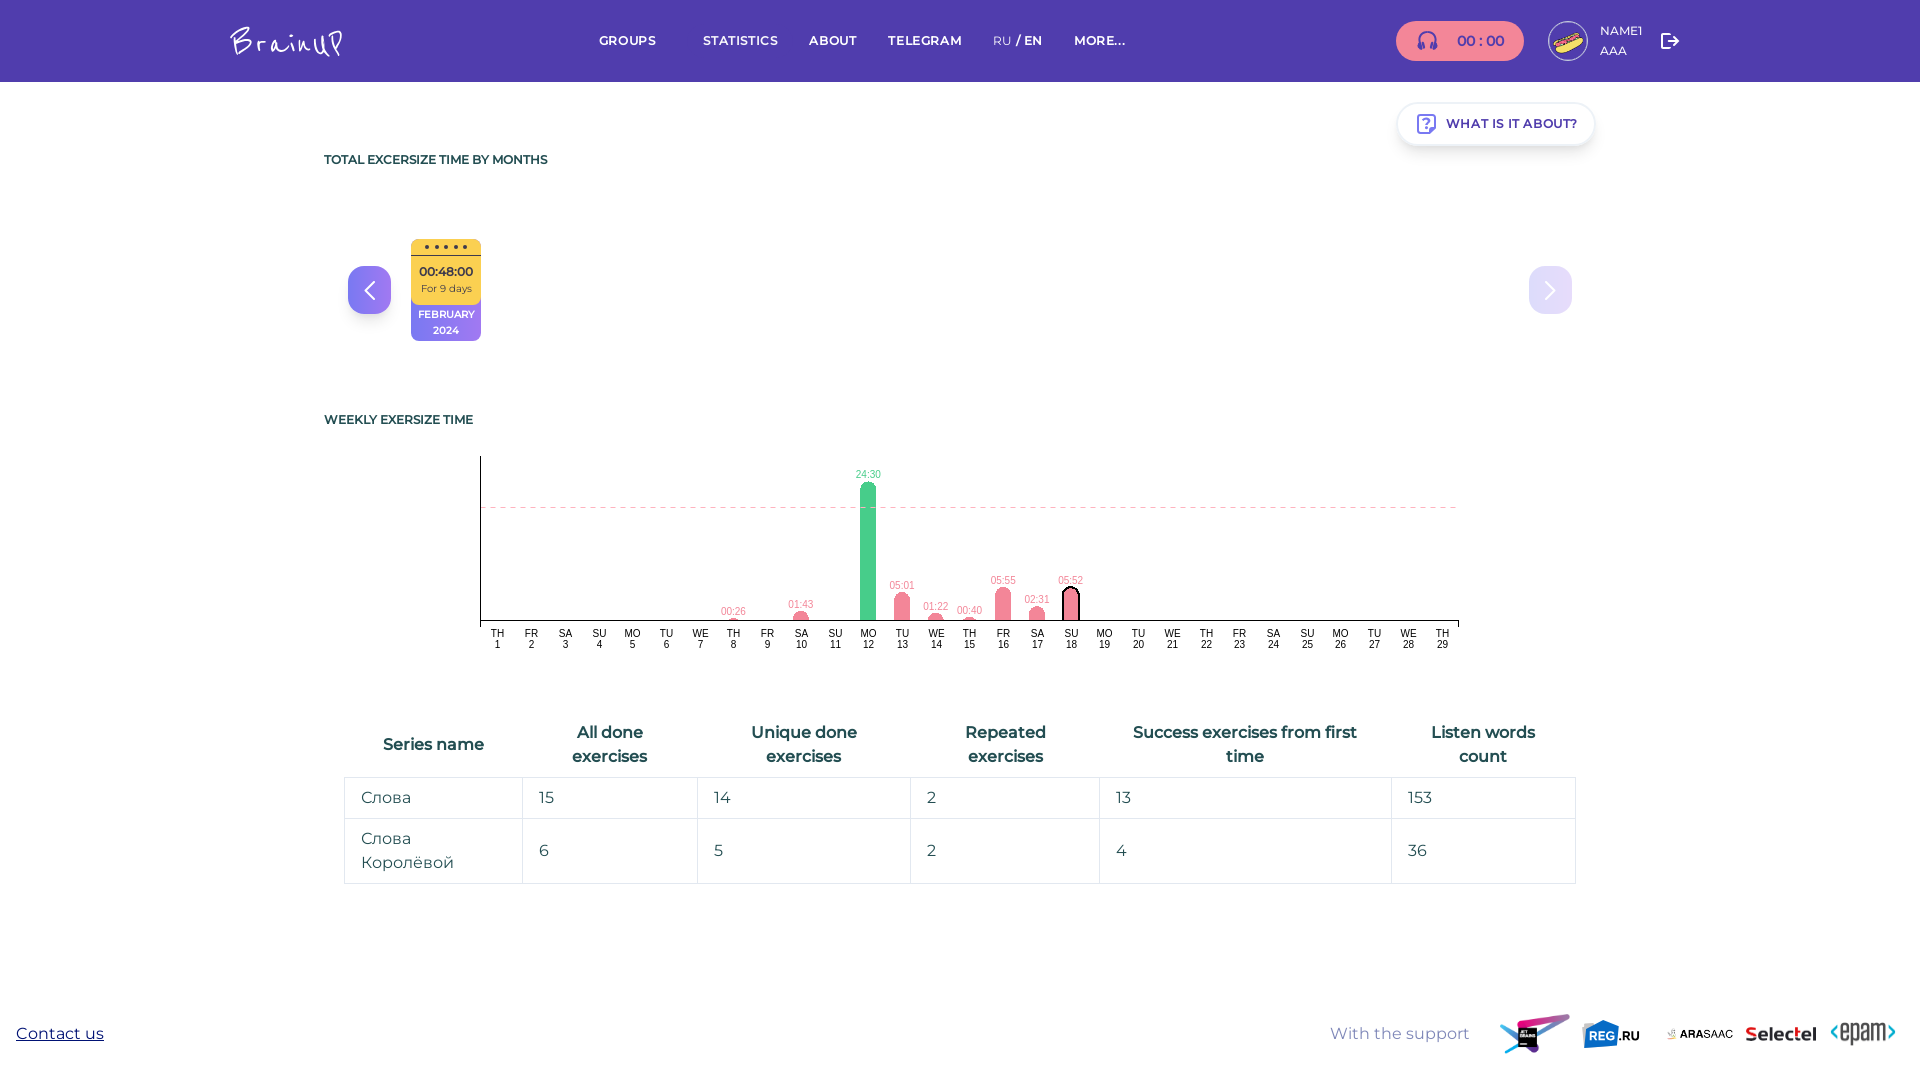 BrainUP
GROUPS STATISTICS ABOUT TELEGRAM RU / EN MORE...
00 : 00
NAME1
AAA
WHAT IS IT ABOUT?
TOTAL EXCERSIZE TIME BY MONTHS
00:48:00
For 9 days
FEBRUARY
2024
WEEKLY EXERSIZE TIME
00:26 01:43 24:30 05:01 01:22 00:40 05:55 02:31 05:52
TH FR SA SU MO TU WE TH FR SA SU MO TU WE TH FR SA SU MO TU WE TH FR SA SU MO TU WE TH
1 2 3 4 5 6 7 8 9 10 11 12 13 14 15 16 17 18 19 20 21 22 23 24 25 26 27 28 29
Series name All done exercises Unique done exercises Repeated exercises Success exercises from first time Listen words count
Слова 15 14 2 13 153
Слова Королёвой 6 5 2 4 36
Contact us
With the support
JET BRAINS
REG.RU
ARASAAC
Selectel
<epam>